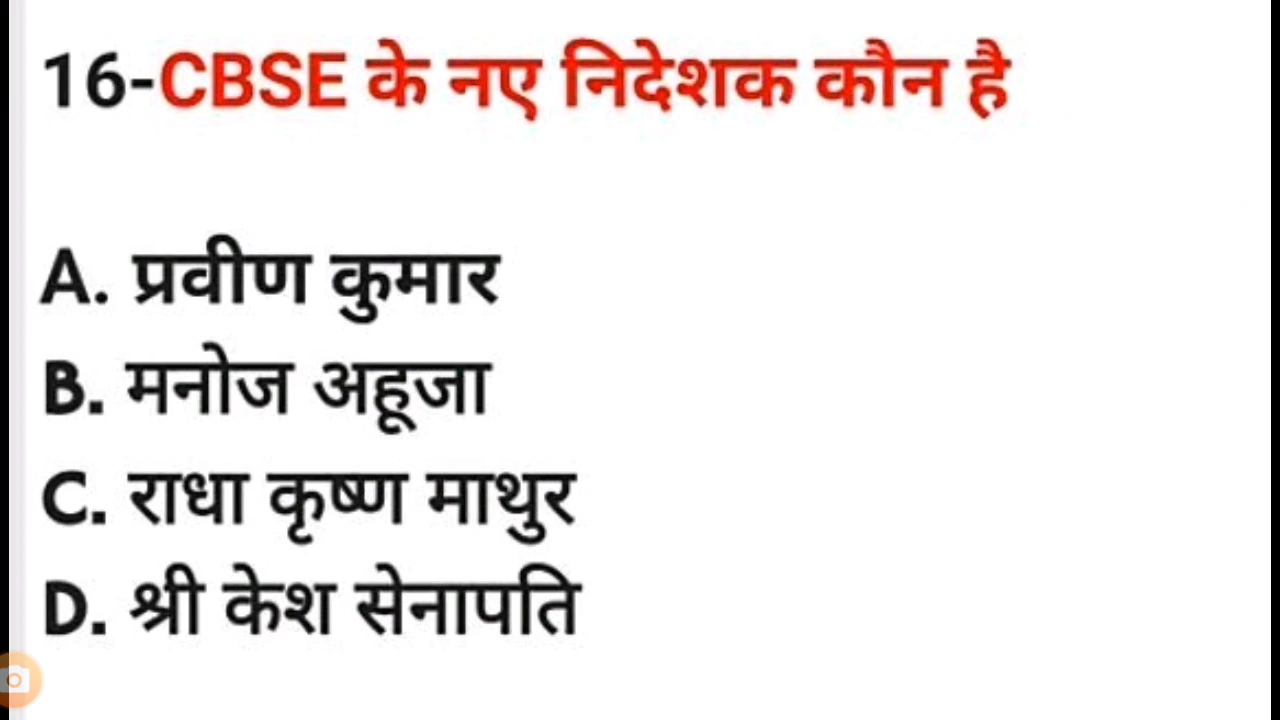 16-CBSE के नए निदेशक कौन है
A. प्रवीण कुमार
B. मनोज अहूजा
C. राधा कृष्ण माथुर
D. श्री केश सेनापति